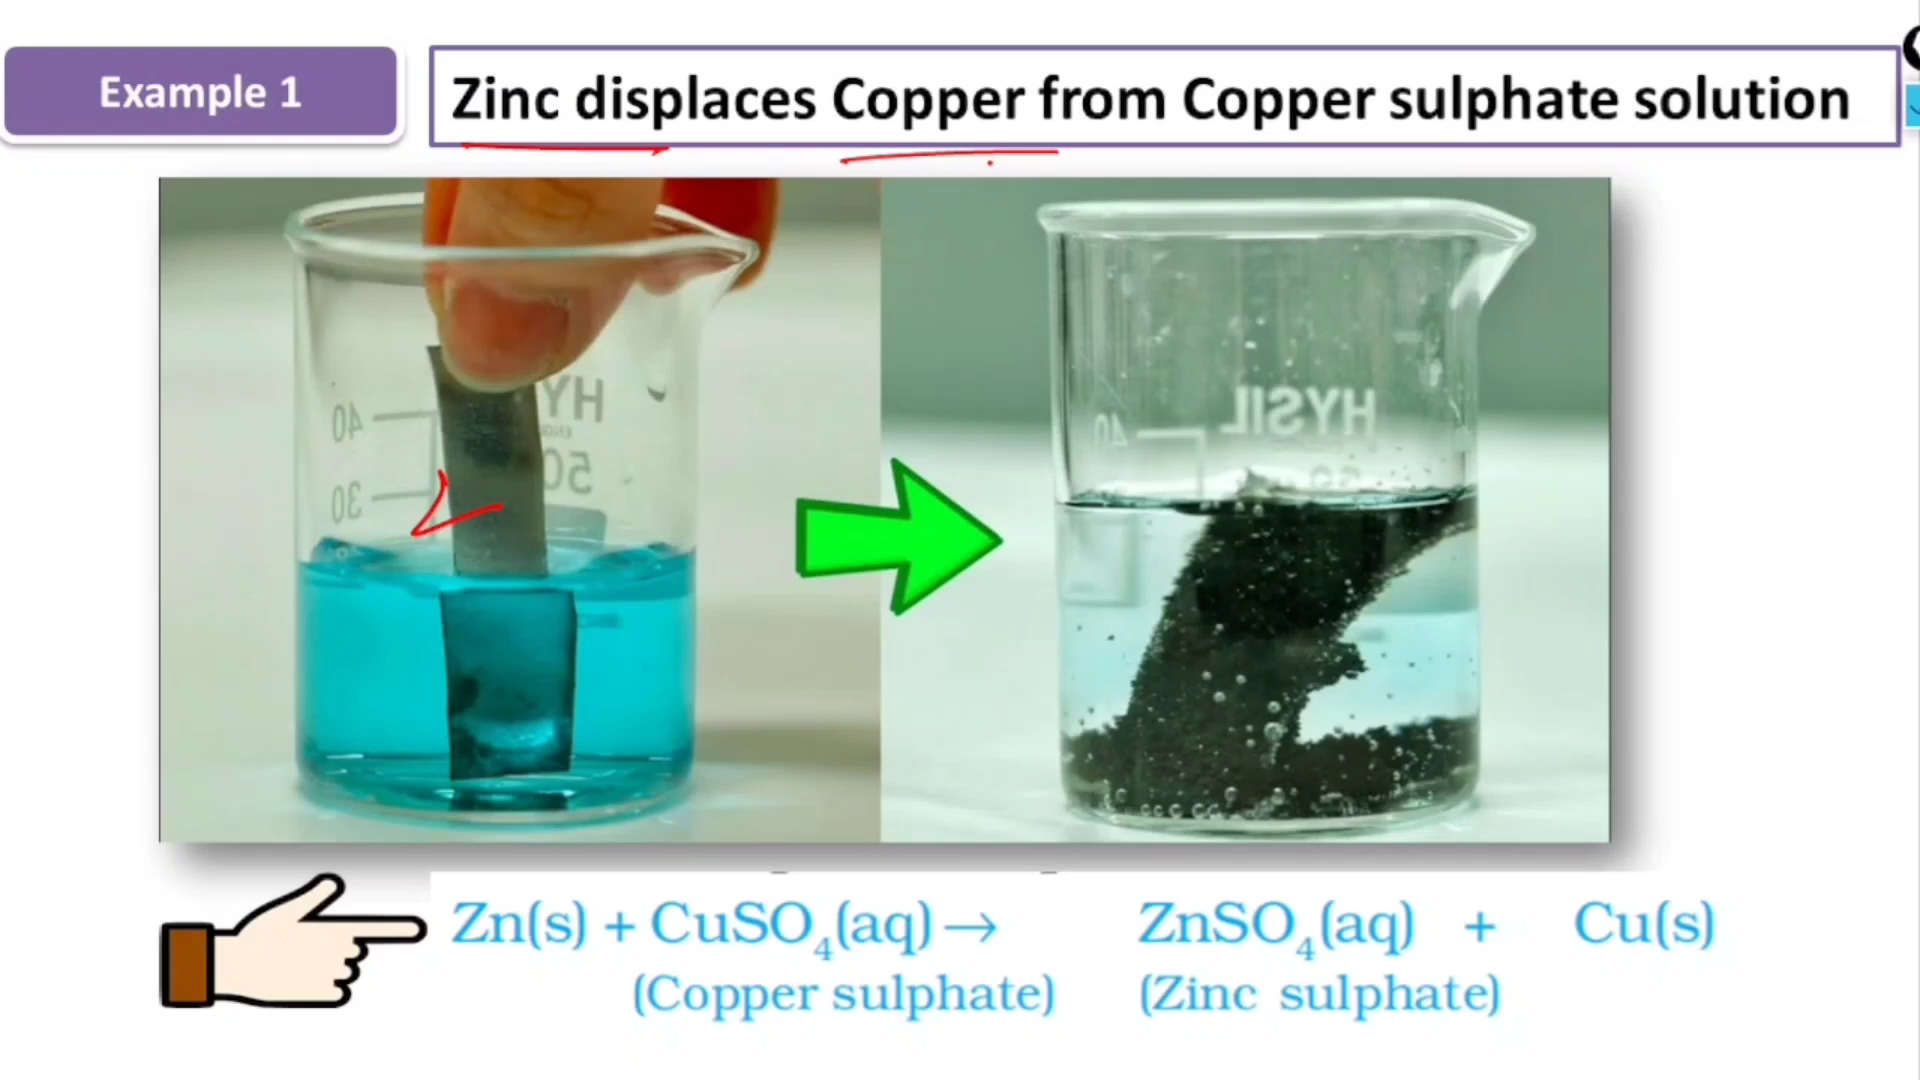 Example 1
Zinc displaces Copper from Copper sulphate solution
40
30
HY
50
HYSIL
40
Zn(s) + CuSO₄(aq) → ZnSO₄(aq) + Cu(s)
(Copper sulphate) (Zinc sulphate)